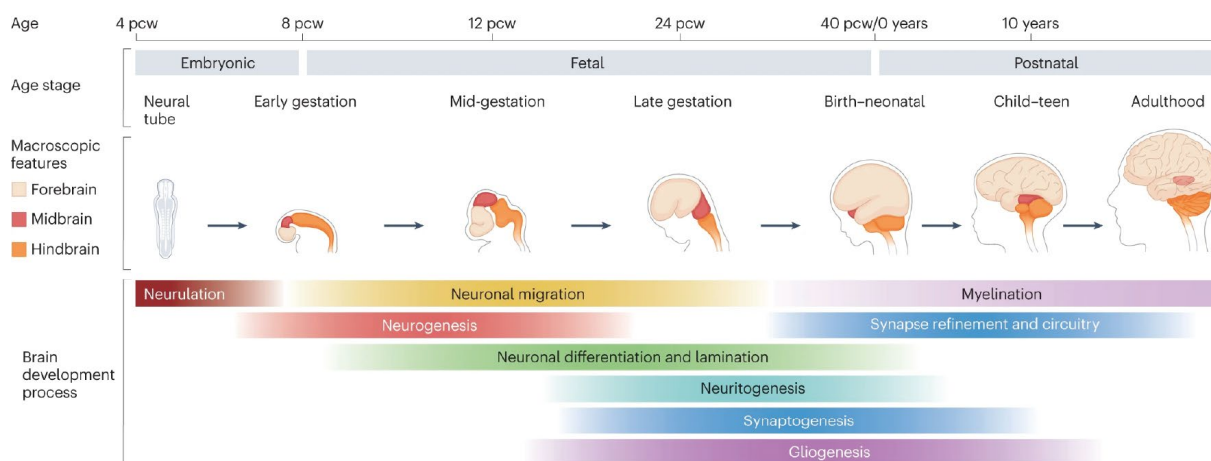 Age
4 pcw
8 pcw
12 pcw
24 pcw
40 pcw/0 years
10 years
Age stage
Embryonic
Fetal
Postnatal
Neural
tube
Early gestation
Mid-gestation
Late gestation
Birth–neonatal
Child–teen
Adulthood
Macroscopic
features
Forebrain
Midbrain
Hindbrain
Brain
development
process
Neurulation
Neuronal migration
Myelination
Neurogenesis
Synapse refinement and circuitry
Neuronal differentiation and lamination
Neuritogenesis
Synaptogenesis
Gliogenesis